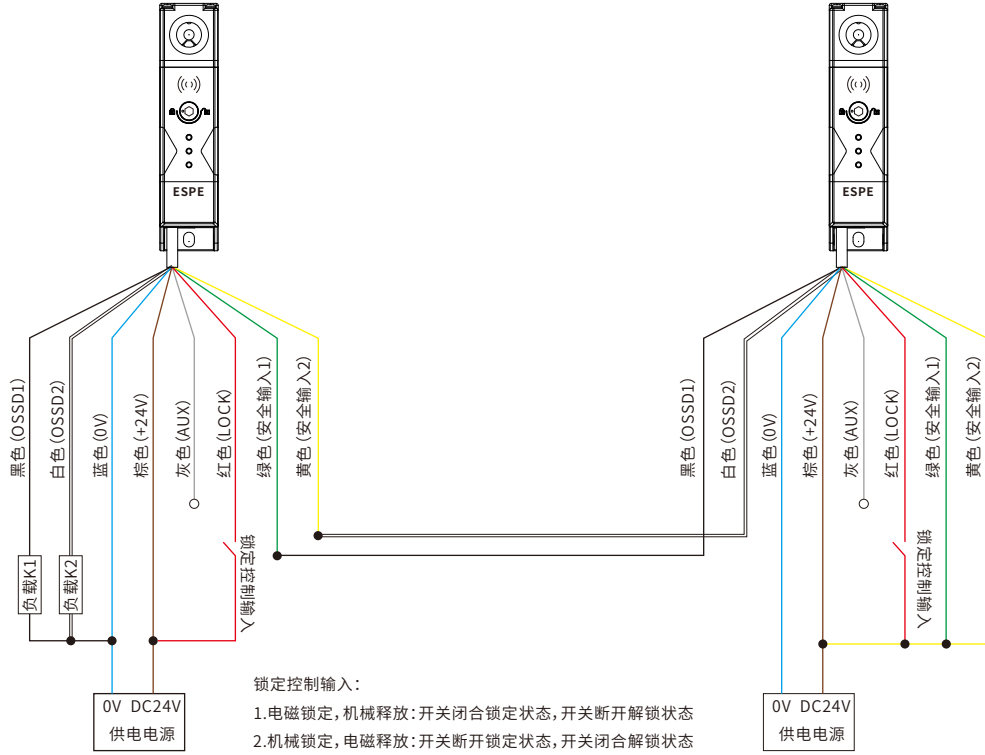 ESPE
ESPE
黑色(OSSD1)
白色(OSSD2)
蓝色(0V)
棕色(+24V)
灰色(AUX)
红色(LOCK)
绿色(安全输入1)
黄色(安全输入2)
黑色(OSSD1)
白色(OSSD2)
蓝色(0V)
棕色(+24V)
灰色(AUX)
红色(LOCK)
绿色(安全输入1)
黄色(安全输入2)
负载K1
负载K2
锁定控制输入
锁定控制输入
0V DC24V
供电电源
0V DC24V
供电电源
锁定控制输入:
1.电磁锁定,机械释放:开关闭合锁定状态,开关断开解锁状态
2.机械锁定,电磁释放:开关断开锁定状态,开关闭合解锁状态